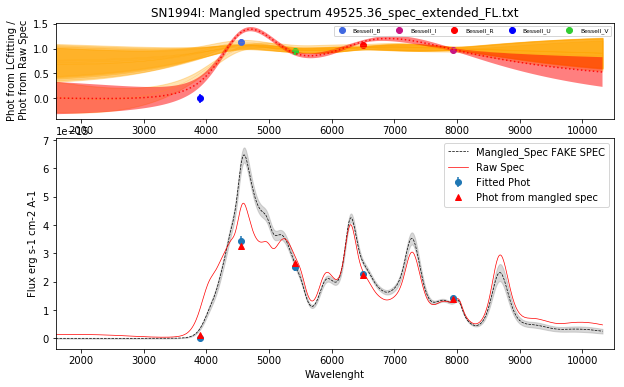 SN1994I: Mangled spectrum 49525.36_spec_extended_FL.txt
Phot from LCfitting /
Phot from Raw Spec
1.5
1.0
0.5
0.0
Bessell_B
Bessell_I
Bessell_R
Bessell_U
Bessell_V
2000 3000 4000 5000 6000 7000 8000 9000 10000
Flux erg s-1 cm-2 A-1
7
6
5
4
3
2
1
0
Mangled_Spec FAKE SPEC
Raw Spec
Fitted Phot
Phot from mangled spec
2000 3000 4000 5000 6000 7000 8000 9000 10000
Wavelenght